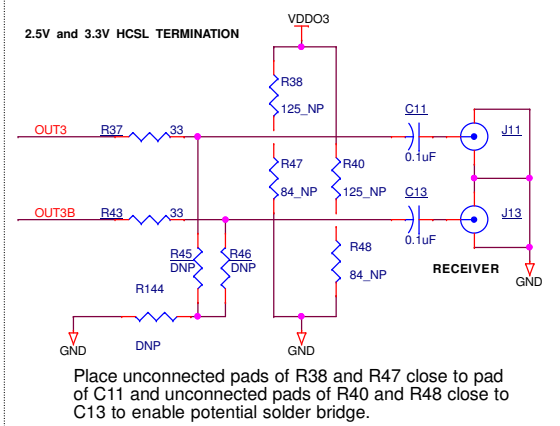 VDDO3
2.5V and 3.3V HCSL TERMINATION
R38
125_NP
C11
OUT3 R37 33 J11
0.1uF
R47 R40
84_NP 125_NP
C13
OUT3B R43 33 J13
0.1uF
R45 R46 R48
DNP DNP 84_NP
RECEIVER
R144
GND
DNP
GND GND
Place unconnected pads of R38 and R47 close to pad
of C11 and unconnected pads of R40 and R48 close to
C13 to enable potential solder bridge.